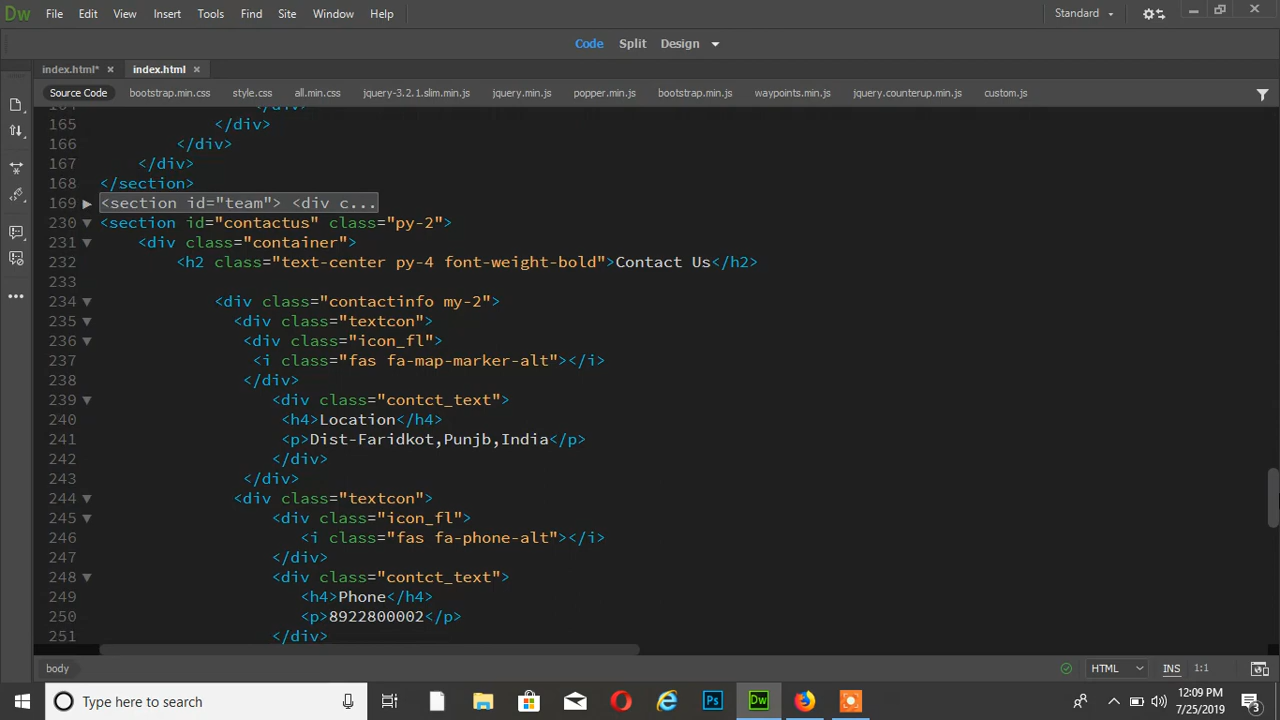 Dw File Edit View Insert Tools Find Site Window Help Standard
Code Split Design
index.html* index.html
Source Code bootstrap.min.css style.css all.min.css jquery-3.2.1.slim.min.js jquery.min.js popper.min.js bootstrap.min.js waypoints.min.js jquery.counterup.min.js custom.js
164 </div>
165 </div>
166 </div>
167 </div>
168 </section>
169 <section id="team"> <div c...
230 <section id="contactus" class="py-2">
231 <div class="container">
232 <h2 class="text-center py-4 font-weight-bold">Contact Us</h2>
233
234 <div class="contactinfo my-2">
235 <div class="textcon">
236 <div class="icon_fl">
237 <i class="fas fa-map-marker-alt"></i>
238 </div>
239 <div class="contct_text">
240 <h4>Location</h4>
241 <p>Dist-Faridkot,Punjb,India</p>
242 </div>
243 </div>
244 <div class="textcon">
245 <div class="icon_fl">
246 <i class="fas fa-phone-alt"></i>
247 </div>
248 <div class="contct_text">
249 <h4>Phone</h4>
250 <p>8922800002</p>
251 </div>
body HTML INS 1:1
Type here to search Ps Dw 12:09 PM
7/25/2019 3